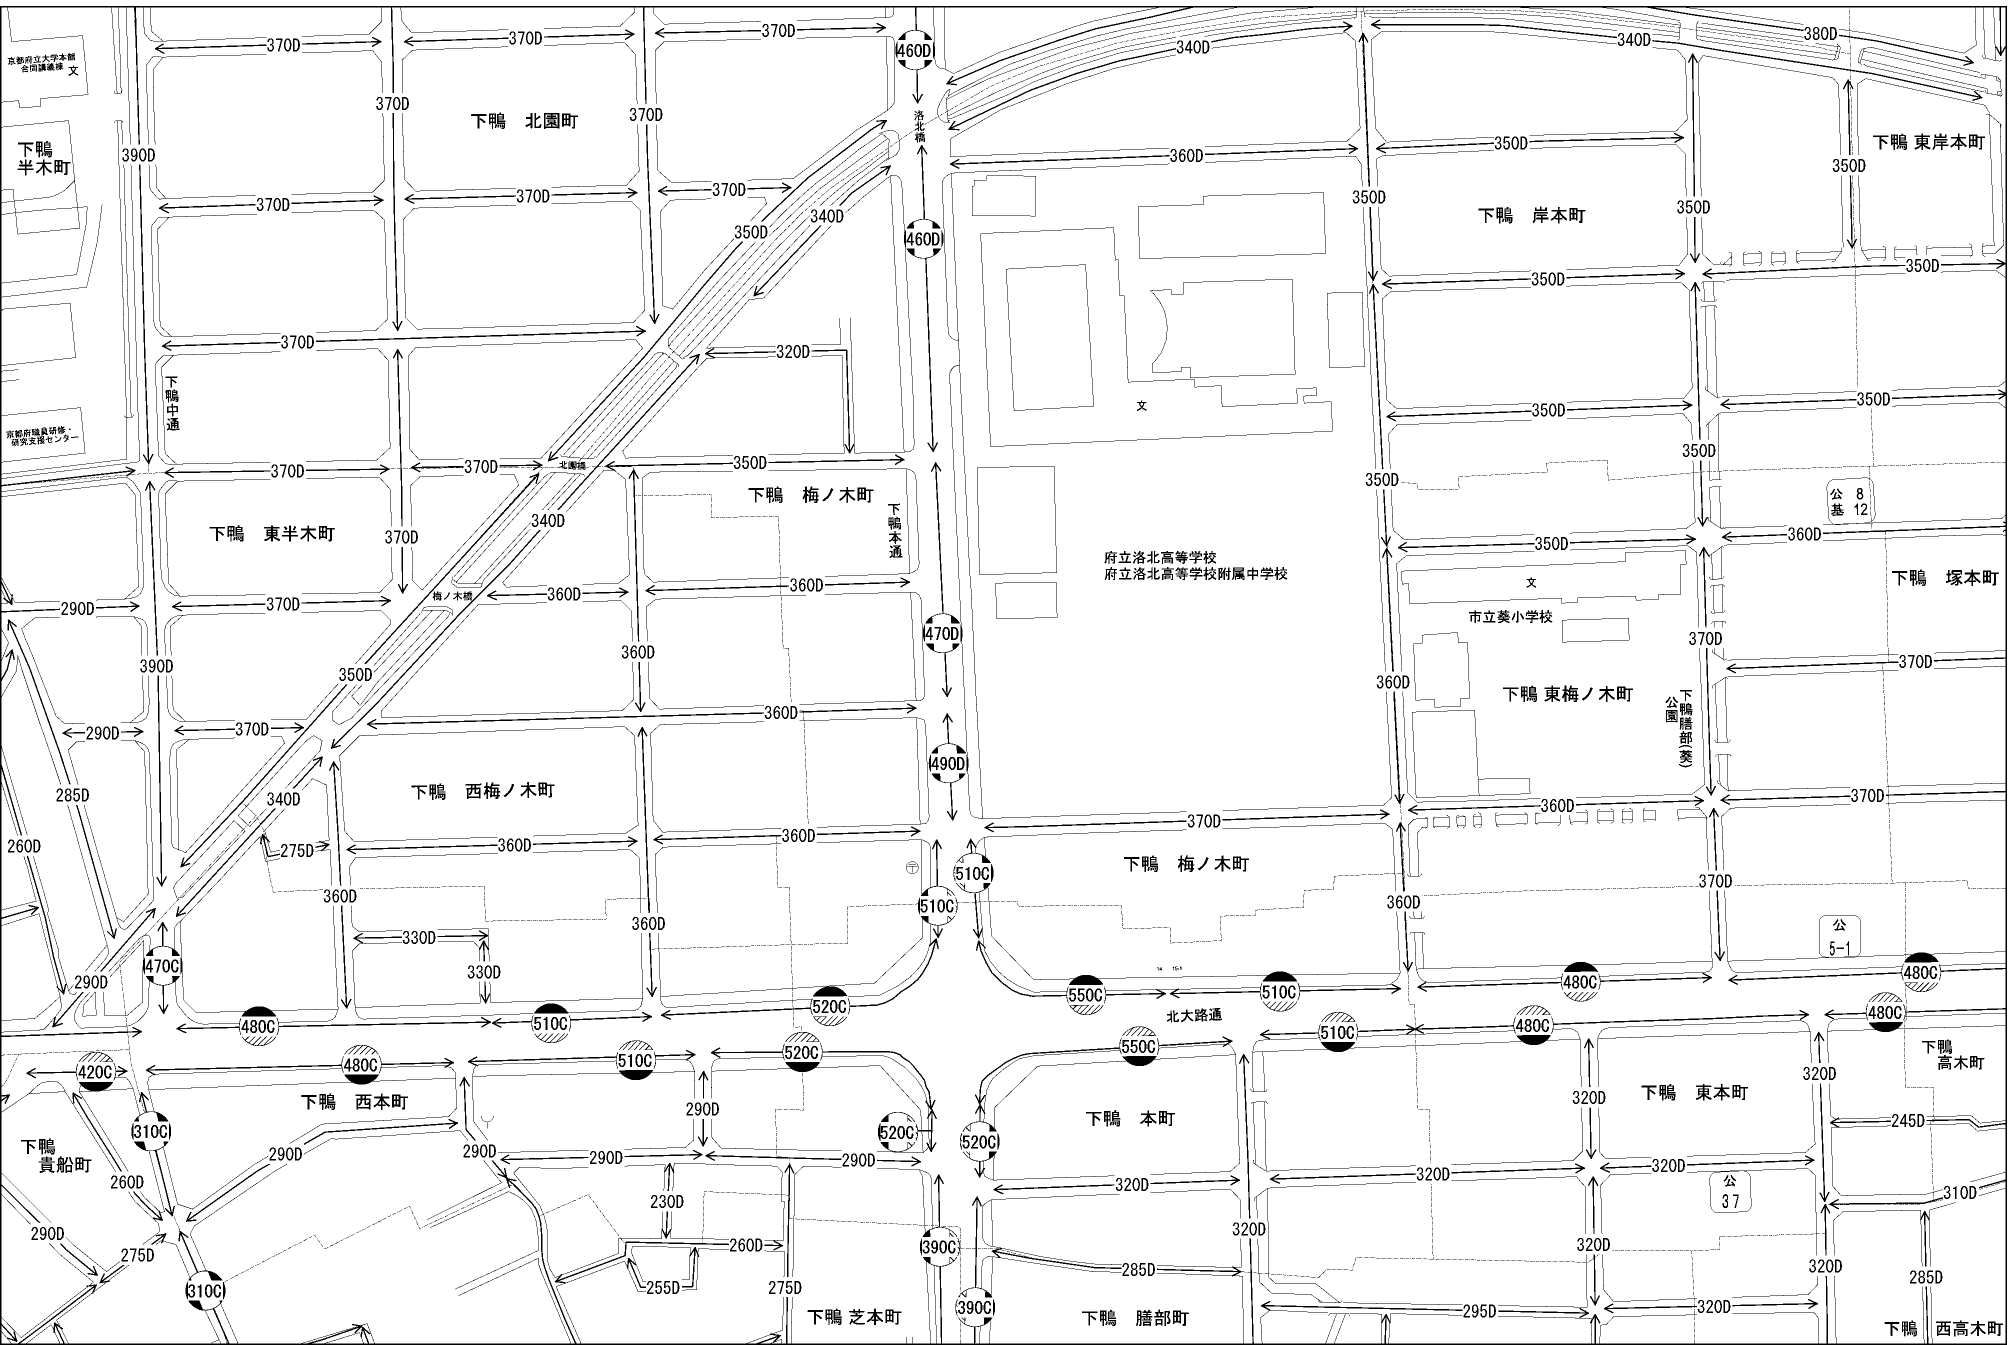 370D
370D
370D
460D
340D
340D
380D
京都府立大学本館
合同講義棟
文
370D
370D
下鴨　北園町
洛北橋
390D
下鴨
半木町
370D
370D
370D
360D
350D
350D
下鴨 東岸本町
350D
350D
350D
下鴨　岸本町
340D
350D
460D
350D
350D
370D
370D
320D
下鴨中通
350D
350D
文
京都府職員研修・
研究支援センター
370D
370D
北園橋
350D
350D
350D
下鴨　梅ノ木町
公　8
基　12
340D
下鴨　東半木町
370D
下鴨本通
350D
360D
府立洛北高等学校
府立洛北高等学校附属中学校
文
下鴨　塚本町
290D
370D
梅ノ木橋
360D
360D
市立葵小学校
470D
370D
390D
350D
360D
360D
370D
下鴨 東梅ノ木町
下鴨膳部(葵)
公園
370D
290D
360D
490D
285D
340D
下鴨　西梅ノ木町
360D
370D
260D
275D
360D
360D
370D
下鴨　梅ノ木町
510C
360D
360D
510C
360D
370D
330D
公
5-1
470C
290D
330D
14
15-1
550C
510C
480C
480C
480C
510C
520C
北大路通
510C
480C
480C
420C
480C
510C
520C
550C
下鴨
高木町
320D
310C
下鴨　西本町
290D
320D
下鴨　東本町
下鴨　本町
520C
520C
245D
下鴨
貴船町
290D
290D
290D
290D
260D
320D
320D
320D
230D
公
37
310D
290D
275D
260D
390C
320D
320D
320D
285D
285D
310C
255D
275D
390C
295D
320D
下鴨 芝本町
下鴨　膳部町
下鴨　西高木町